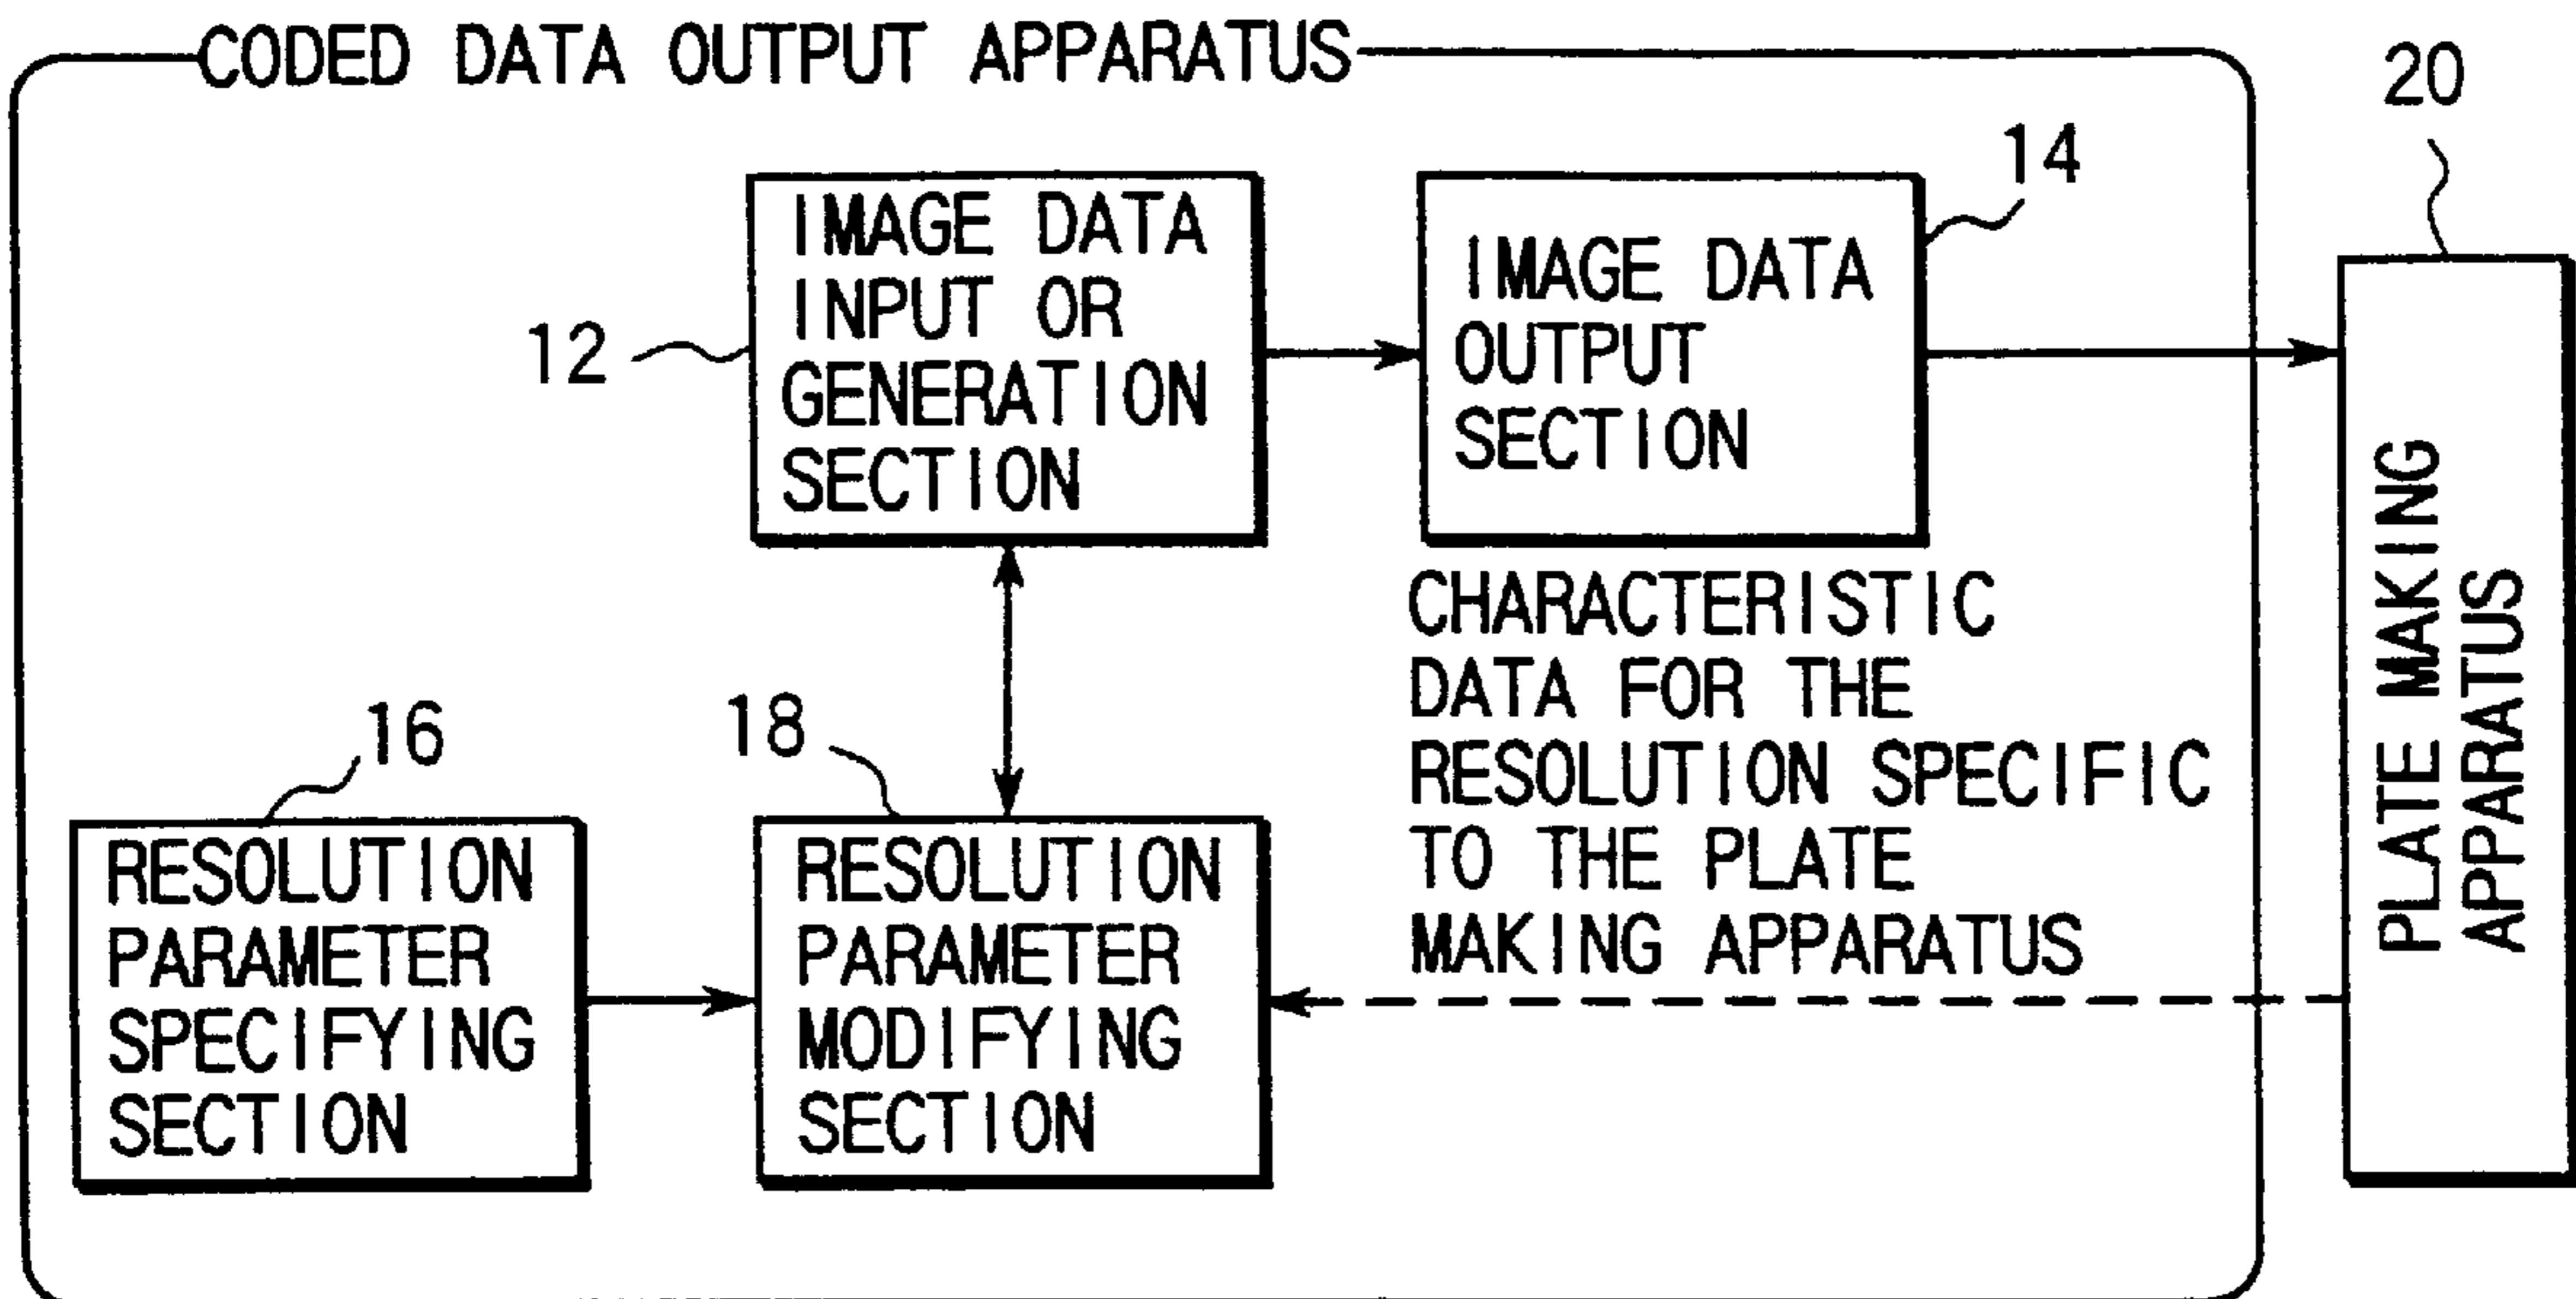 CODED DATA OUTPUT APPARATUS
20
14
IMAGE DATA
INPUT OR
GENERATION
SECTION
12
IMAGE DATA
OUTPUT
SECTION
PLATE MAKING
APPARATUS
CHARACTERISTIC
DATA FOR THE
RESOLUTION SPECIFIC
TO THE PLATE
MAKING APPARATUS
16
18
RESOLUTION
PARAMETER
SPECIFYING
SECTION
RESOLUTION
PARAMETER
MODIFYING
SECTION